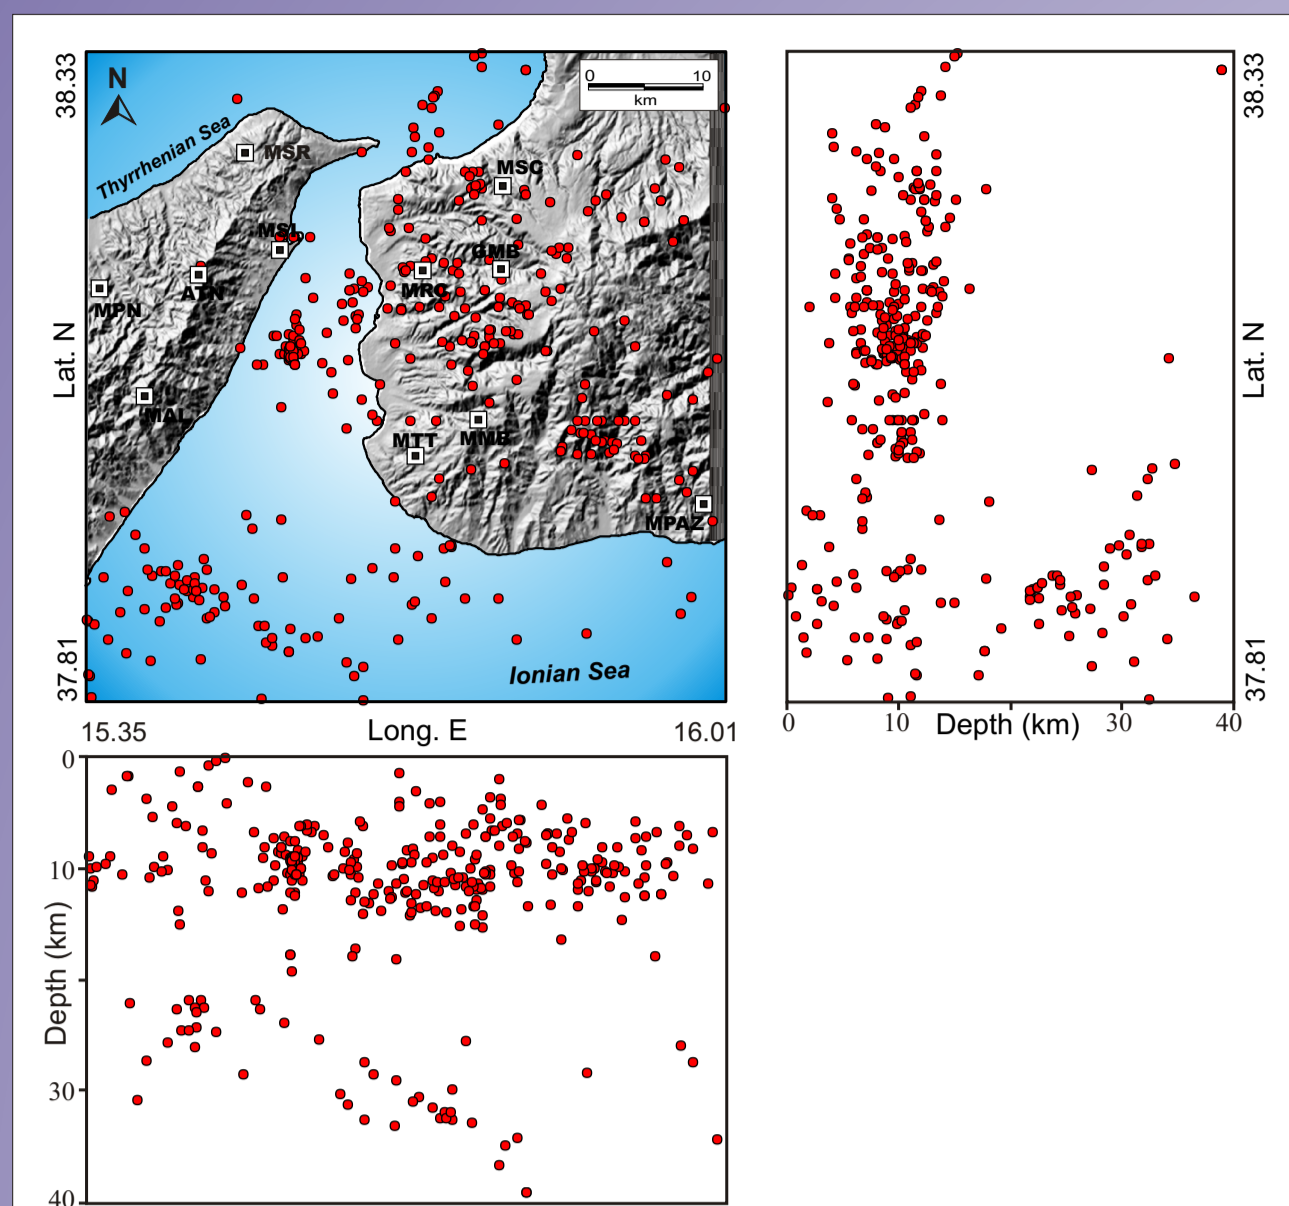 38.33
N
0 10
km
Thyrrhenian Sea
MSR
MSC
MSL
GMB
MPN
ATN
MRC
MAL
MTT
MMB
MPAZ
Lat. N
37.81
Ionian Sea
15.35
Long. E
16.01
38.33
Lat. N
37.81
0
10
Depth (km)
30
40
0
10
Depth (km)
30
40